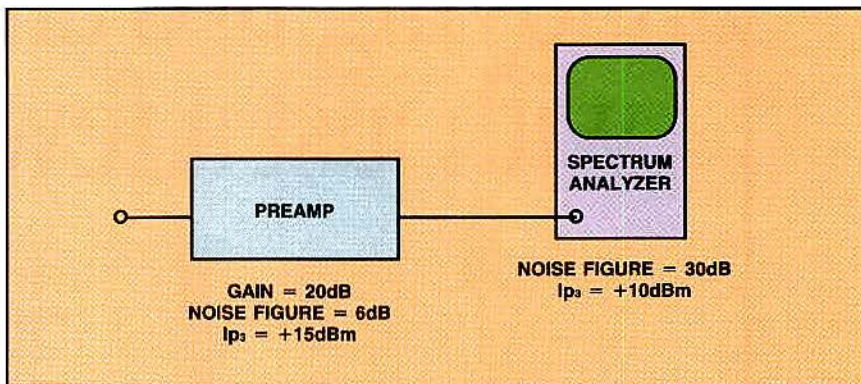 PREAMP
GAIN = 20dB
NOISE FIGURE = 6dB
Ip₃ = +15dBm
SPECTRUM
ANALYZER
NOISE FIGURE = 30dB
Ip₃ = +10dBm